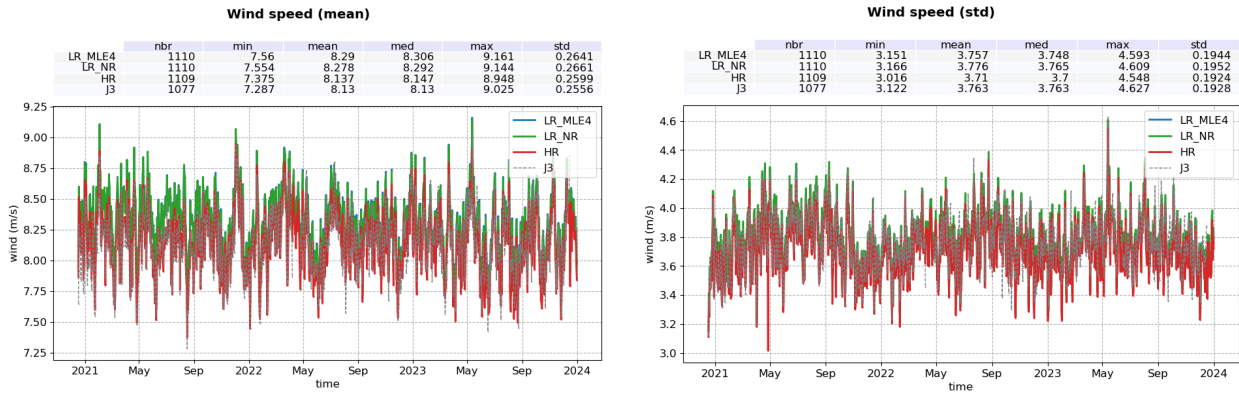 Wind speed (mean)
nbr min mean med max std
LR_MLE4 1110 7.56 8.29 8.306 9.161 0.2641
LR_NR 1110 7.554 8.278 8.292 9.144 0.2661
HR 1109 7.375 8.137 8.147 8.948 0.2599
J3 1077 7.287 8.13 8.13 9.025 0.2556
9.25
9.00
8.75
8.50
8.25
8.00
7.75
7.50
7.25
wind (m/s)
LR_MLE4
LR_NR
HR
J3
2021 May Sep 2022 May Sep 2023 May Sep 2024
time
Wind speed (std)
nbr min mean med max std
LR_MLE4 1110 3.151 3.757 3.748 4.593 0.1944
LR_NR 1110 3.166 3.776 3.765 4.609 0.1952
HR 1109 3.016 3.71 3.7 4.548 0.1924
J3 1077 3.122 3.763 3.763 4.627 0.1928
4.6
4.4
4.2
4.0
3.8
3.6
3.4
3.2
3.0
wind (m/s)
LR_MLE4
LR_NR
HR
J3
2021 May Sep 2022 May Sep 2023 May Sep 2024
time